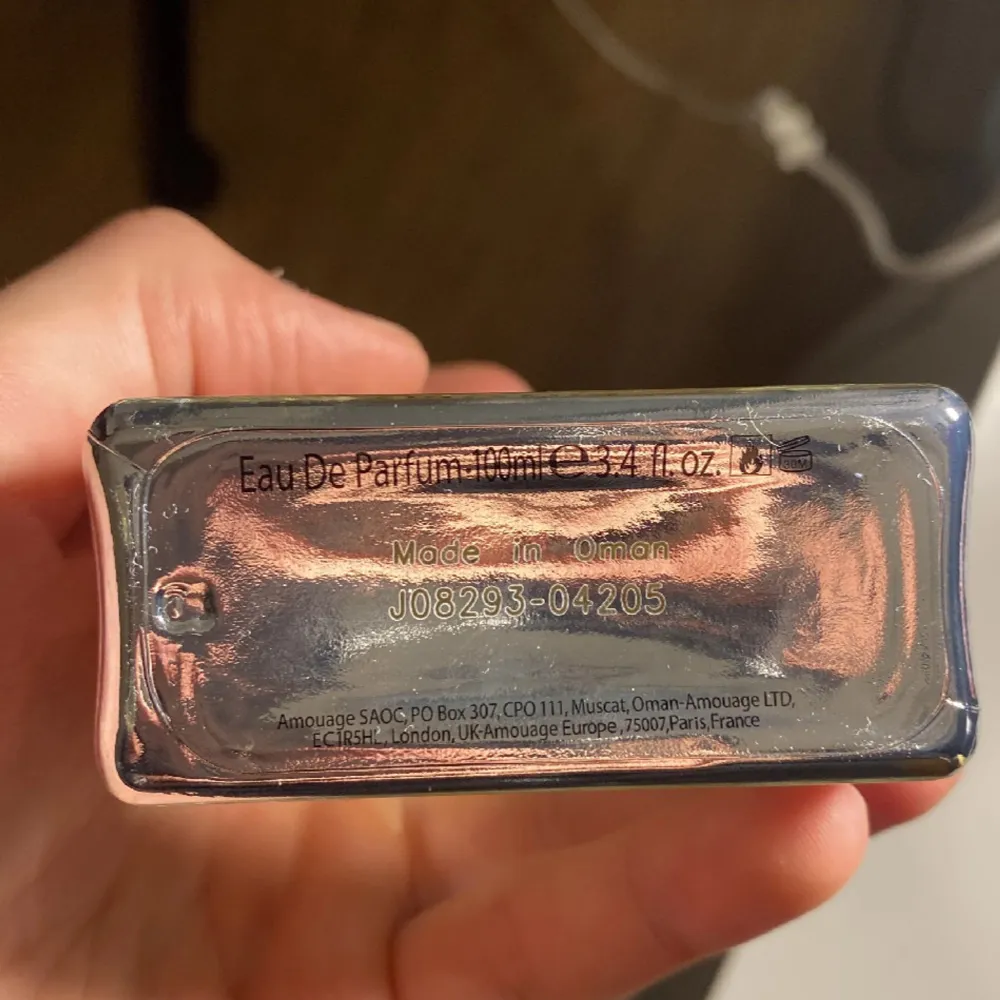 Eau De Parfum-100ml ℮ 3.4 fl. oz. 36M
Made in Oman
J08293-04205
Amouage SAOC, PO Box 307, CPO 111, Muscat, Oman-Amouage LTD,
EC1R5HL, London, UK-Amouage Europe, 75007, Paris, France